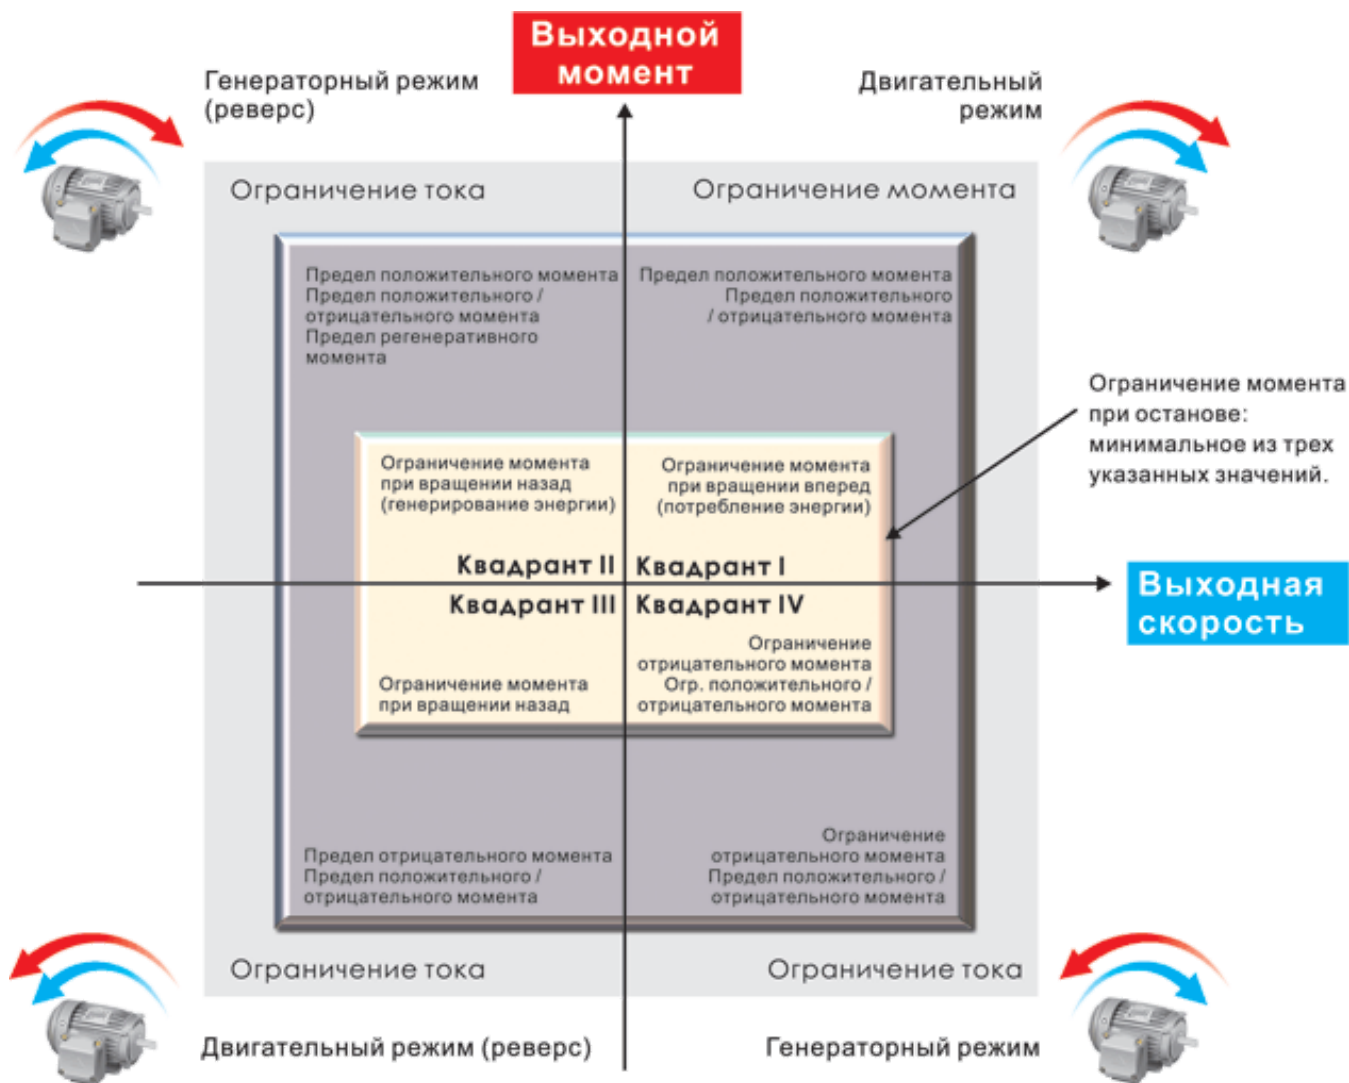 Выходной
момент
Генераторный режим
(реверс)
Двигательный
режим
Ограничение тока
Ограничение момента
Предел положительного момента
Предел положительного /
отрицательного момента
Предел регенеративного
момента
Предел положительного момента
Предел положительного
/ отрицательного момента
Ограничение момента
при останове:
минимальное из трех
указанных значений.
Ограничение момента
при вращении назад
(генерирование энергии)
Ограничение момента
при вращении вперед
(потребление энергии)
Квадрант II
Квадрант I
Квадрант III
Квадрант IV
Выходная
скорость
Ограничение момента
при вращении назад
Ограничение
отрицательного момента
Огр. положительного /
отрицательного момента
Предел отрицательного момента
Предел положительного /
отрицательного момента
Ограничение
отрицательного момента
Предел положительного /
отрицательного момента
Ограничение тока
Ограничение тока
Двигательный режим (реверс)
Генераторный режим